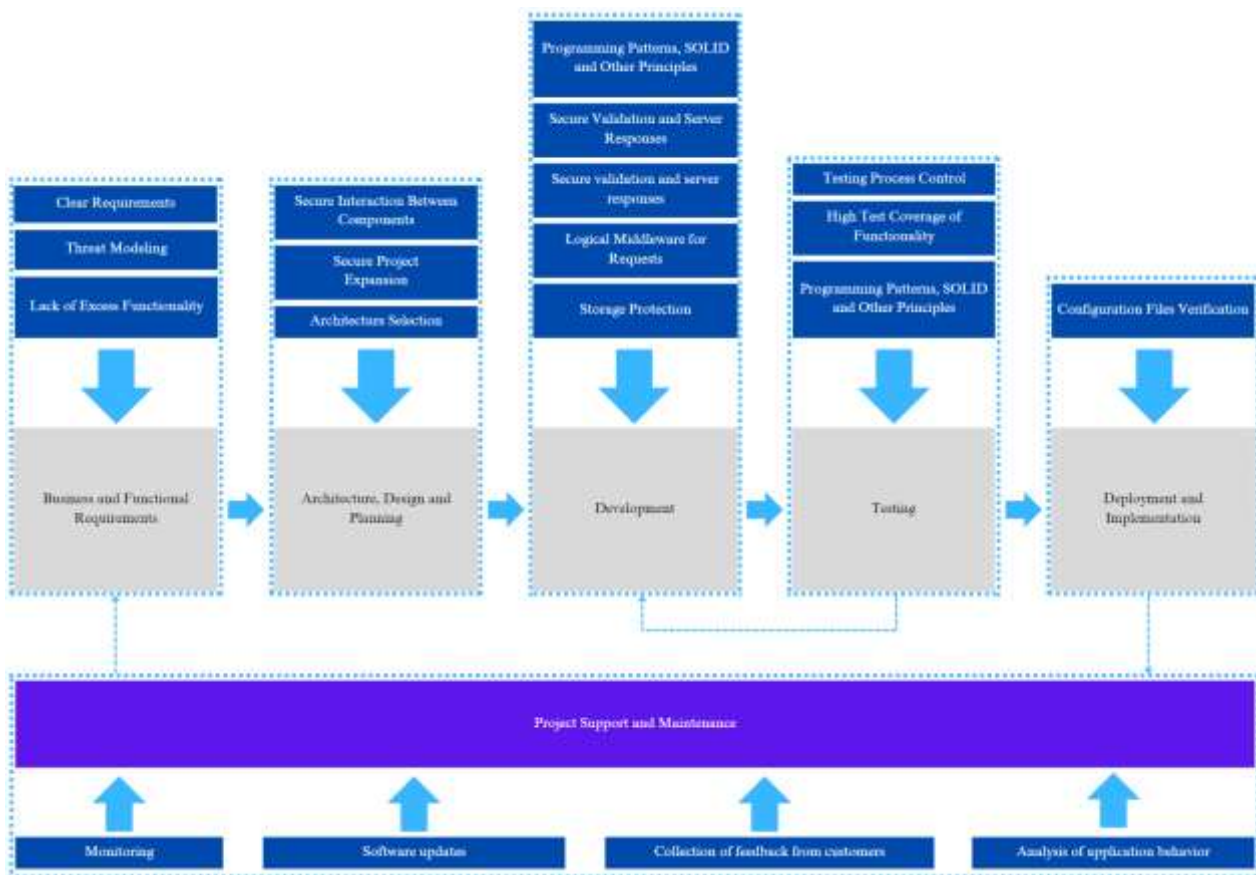 Clear Requirements
Threat Modeling
Lack of Excess Functionality
Business and Functional
Requirements
Secure Interaction Between
Components
Secure Project
Expansion
Architecture Selection
Architecture, Design and
Planning
Programming Patterns, SOLID
and Other Principles
Secure Validation and Server
Responses
Secure validation and server
responses
Logical Middleware for
Requests
Storage Protection
Development
Testing Process Control
High Test Coverage of
Functionality
Programming Patterns, SOLID
and Other Principles
Testing
Configuration Files Verification
Deployment and
Implementation
Project Support and Maintenance
Monitoring
Software updates
Collection of feedback from customers
Analysis of application behavior